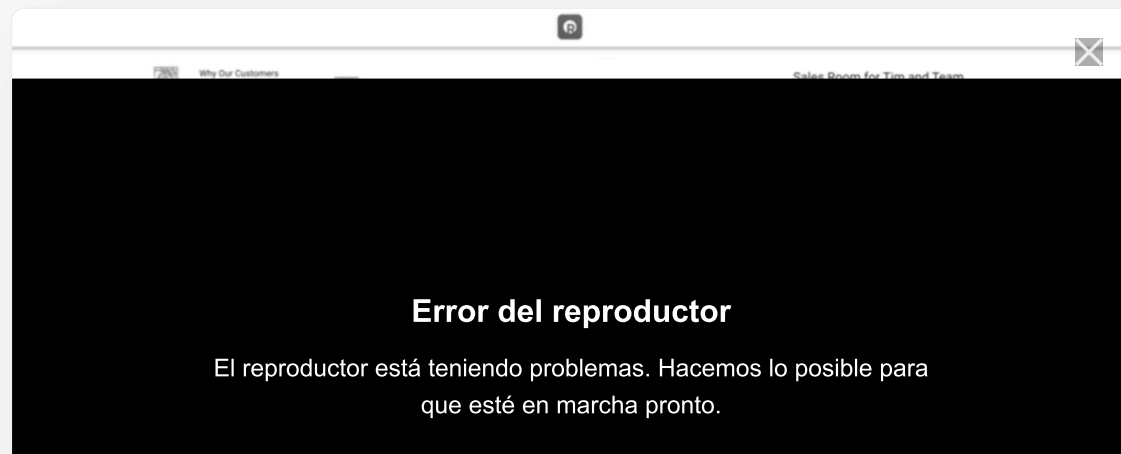 Why Our Customers
Sales Room for Tim and Team
Error del reproductor
El reproductor está teniendo problemas. Hacemos lo posible para
que esté en marcha pronto.